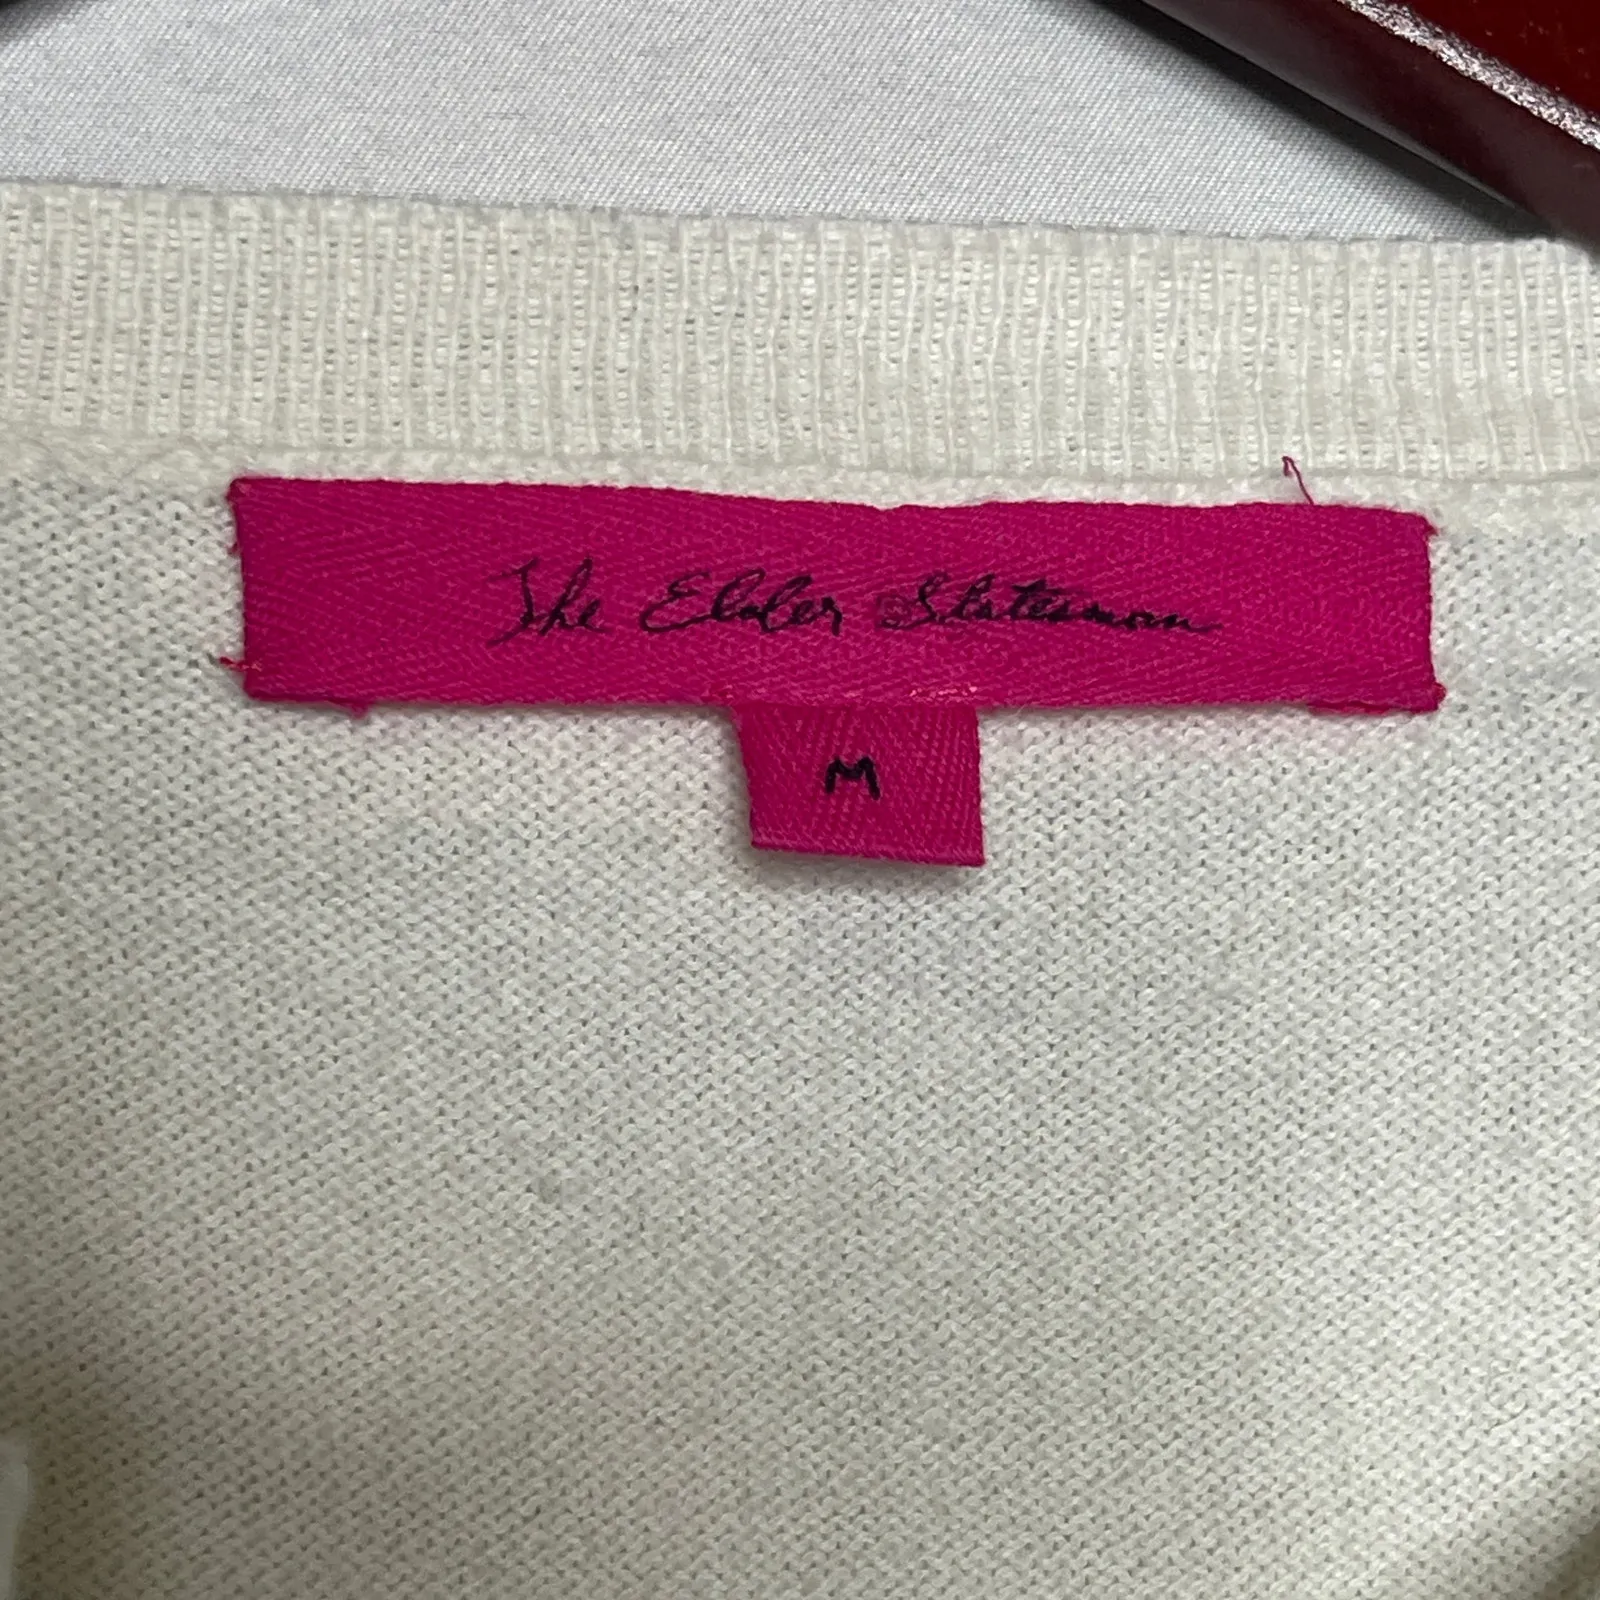 The Elder Statesman
M